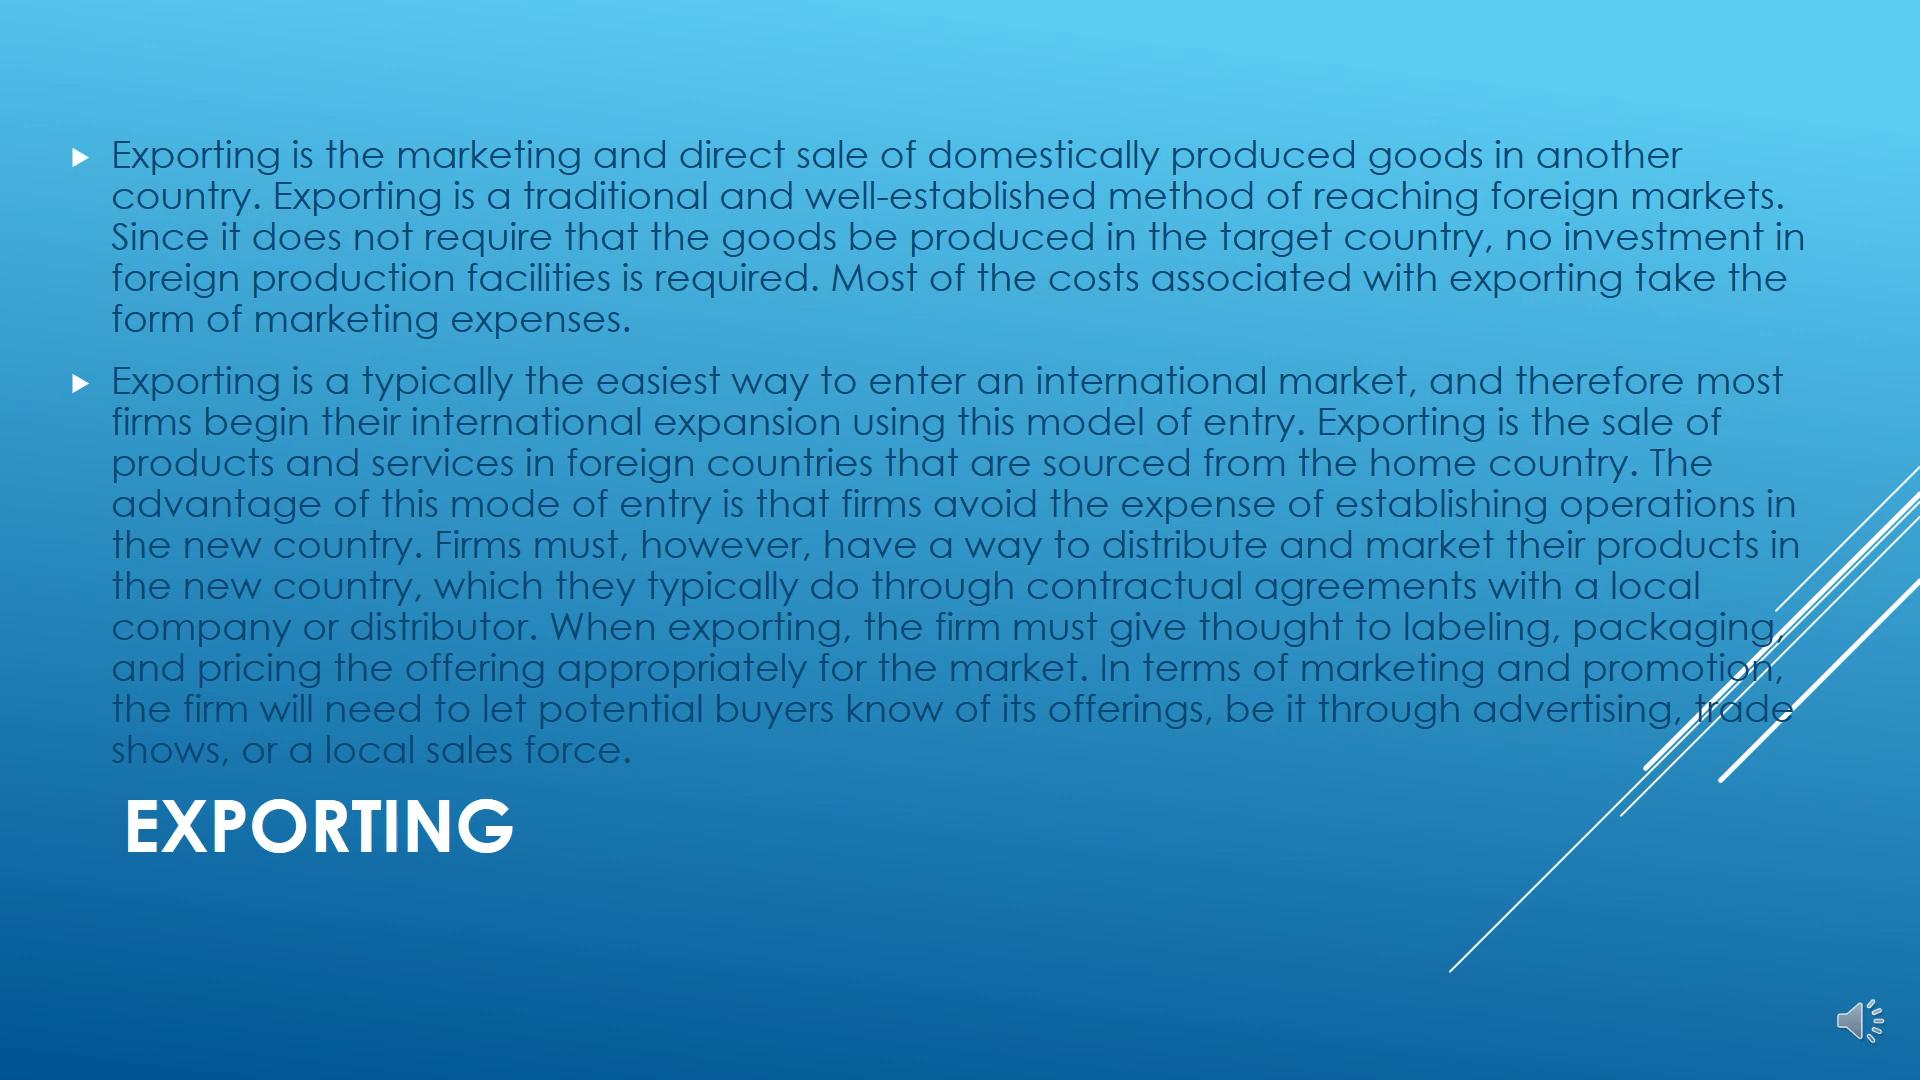 Exporting is the marketing and direct sale of domestically produced goods in another
country. Exporting is a traditional and well-established method of reaching foreign markets.
Since it does not require that the goods be produced in the target country, no investment in
foreign production facilities is required. Most of the costs associated with exporting take the
form of marketing expenses.
Exporting is a typically the easiest way to enter an international market, and therefore most
firms begin their international expansion using this model of entry. Exporting is the sale of
products and services in foreign countries that are sourced from the home country. The
advantage of this mode of entry is that firms avoid the expense of establishing operations in
the new country. Firms must, however, have a way to distribute and market their products in
the new country, which they typically do through contractual agreements with a local
company or distributor. When exporting, the firm must give thought to labeling, packaging,
and pricing the offering appropriately for the market. In terms of marketing and promotion,
the firm will need to let potential buyers know of its offerings, be it through advertising, trade
shows, or a local sales force.
EXPORTING